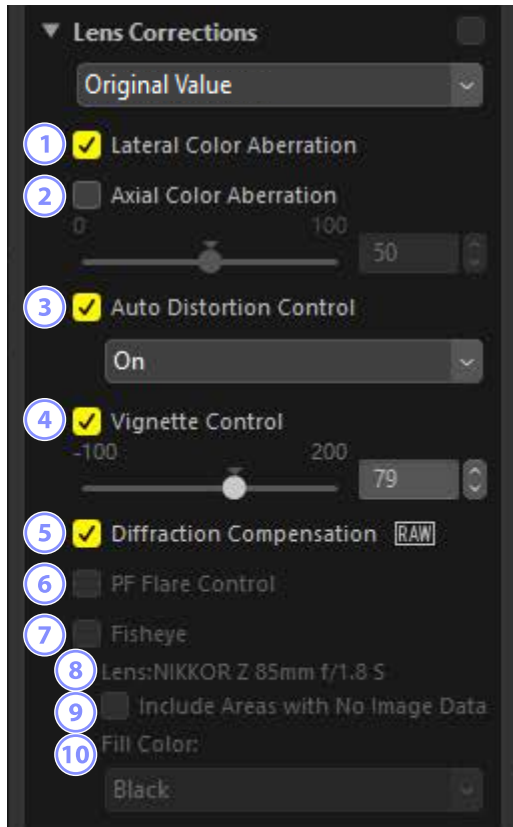 Lens Corrections
Original Value
1 Lateral Color Aberration
2 Axial Color Aberration
0 100
50
3 Auto Distortion Control
On
4 Vignette Control
-100 200
79
5 Diffraction Compensation RAW
6 PF Flare Control
7 Fisheye
8 Lens:NIKKOR Z 85mm f/1.8 S
9 Include Areas with No Image Data
10 Fill Color:
Black